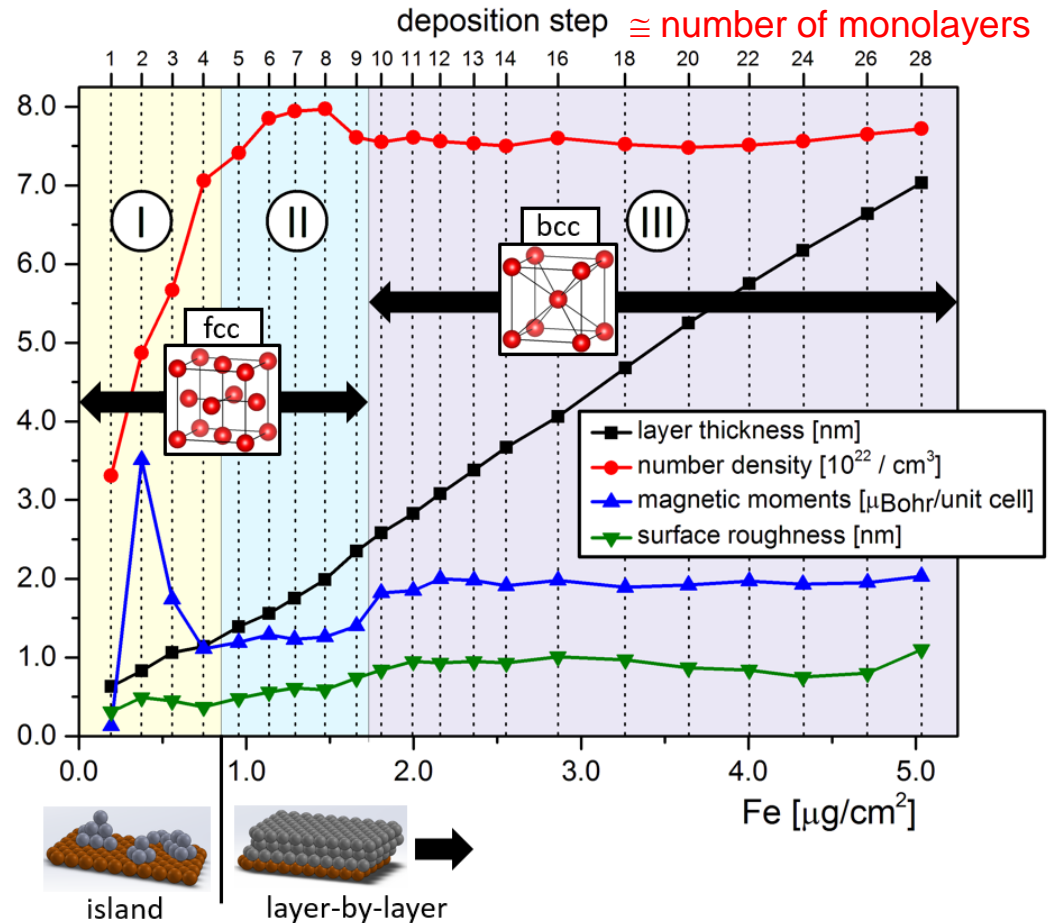 deposition step ≅ number of monolayers
1 2 3 4 5 6 7 8 9 10 11 12 13 14 16 18 20 22 24 26 28
8.0
7.0
6.0
5.0
4.0
3.0
2.0
1.0
0.0
I
II
III
fcc
bcc
layer thickness [nm]
number density [10²² / cm³]
magnetic moments [μBohr/unit cell]
surface roughness [nm]
0.0 1.0 2.0 3.0 4.0 5.0
Fe [μg/cm²]
island
layer-by-layer